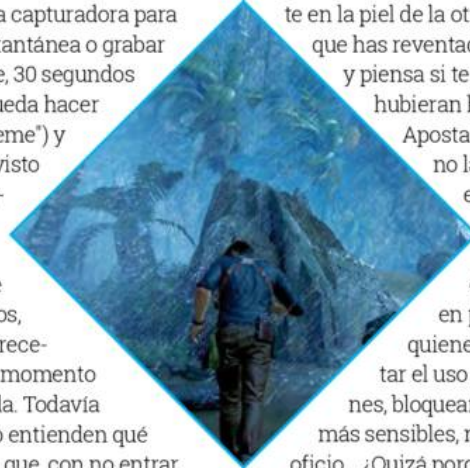 a capturadora para
tantánea o grabar
e, 30 segundos
ueda hacer
eme") y
visto
-
e
os,
rece-
momento
da. Todavía
o entienden qué
que, con no entrar
te en la piel de la ot
que has reventad
y piensa si te
hubieran h
Aposta
no la
e
en p
quiene
tar el uso
nes, bloquear
más sensibles, n
oficio... ¿Quizá porq